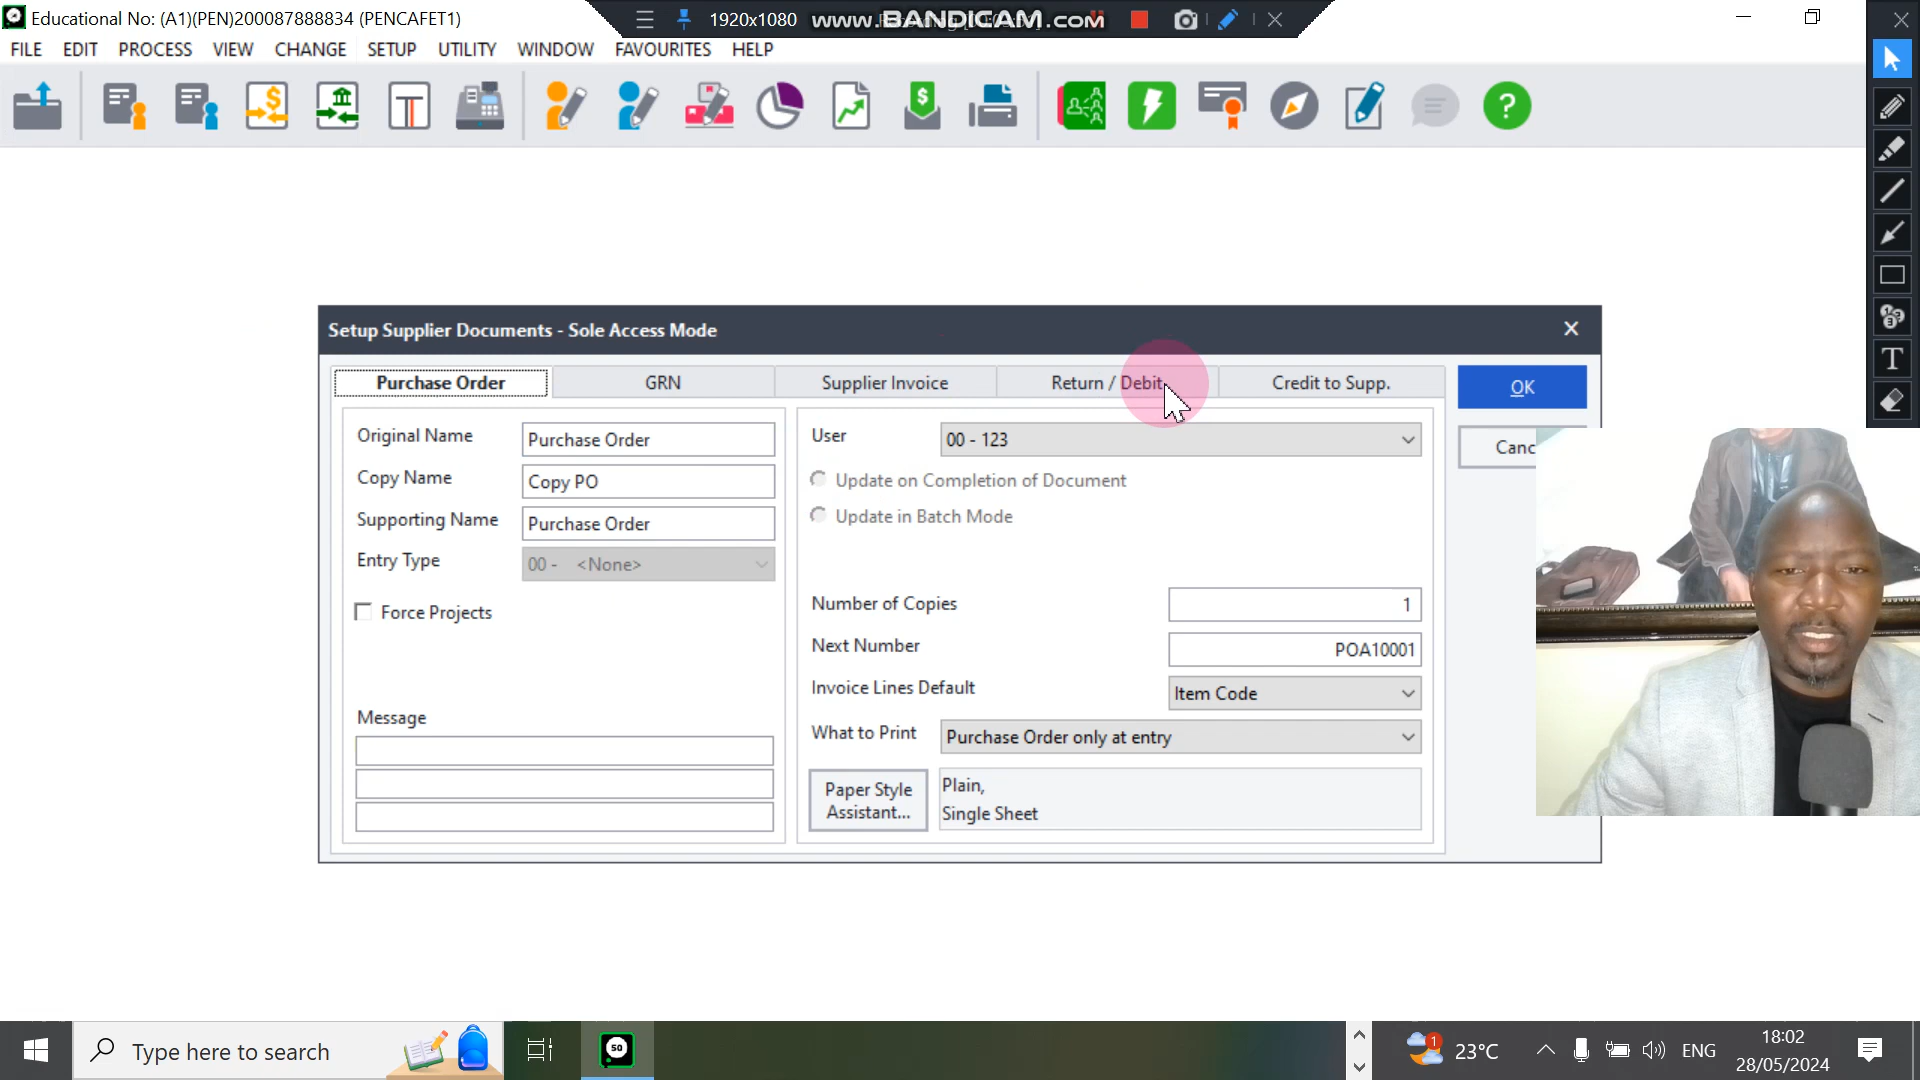 Educational No: (A1)(PEN)200087888834 (PENCAFET1)
1920x1080
www.BANDICAM.com
FILE EDIT PROCESS VIEW CHANGE SETUP UTILITY WINDOW FAVOURITES HELP
Setup Supplier Documents - Sole Access Mode
Purchase Order GRN Supplier Invoice Return / Debit Credit to Supp. OK
Original Name Purchase Order User 00 - 123
Canc
Copy Name Copy PO Update on Completion of Document
Supporting Name Purchase Order Update in Batch Mode
Entry Type 00 - <None>
Force Projects Number of Copies 1
Next Number POA10001
Invoice Lines Default Item Code
Message What to Print Purchase Order only at entry
Paper Style Assistant... Plain,
Single Sheet
Type here to search
50
1
23°C
ENG
18:02
28/05/2024